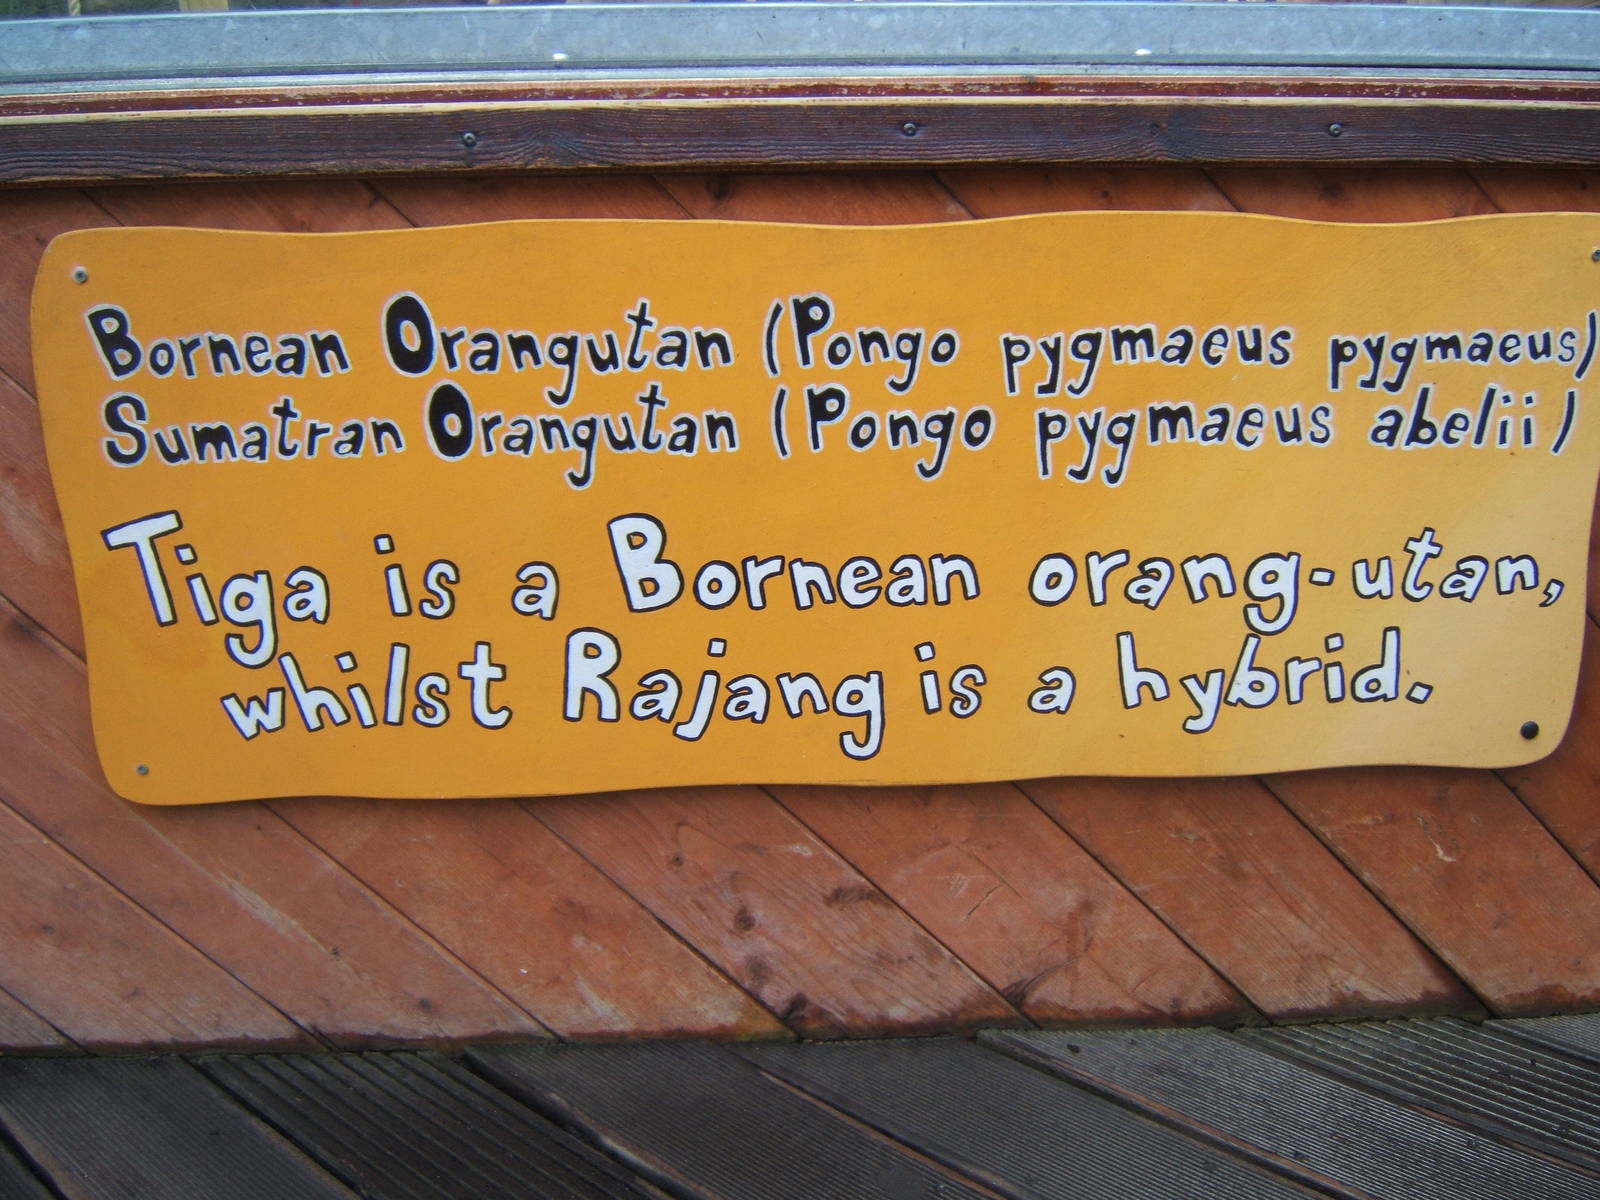 Bornean Orangutan (Pongo pygmaeus pygmaeus)
Sumatran Orangutan (Pongo pygmaeus abelii)
Tiga is a Bornean orang-utan,
whilst Rajang is a hybrid.